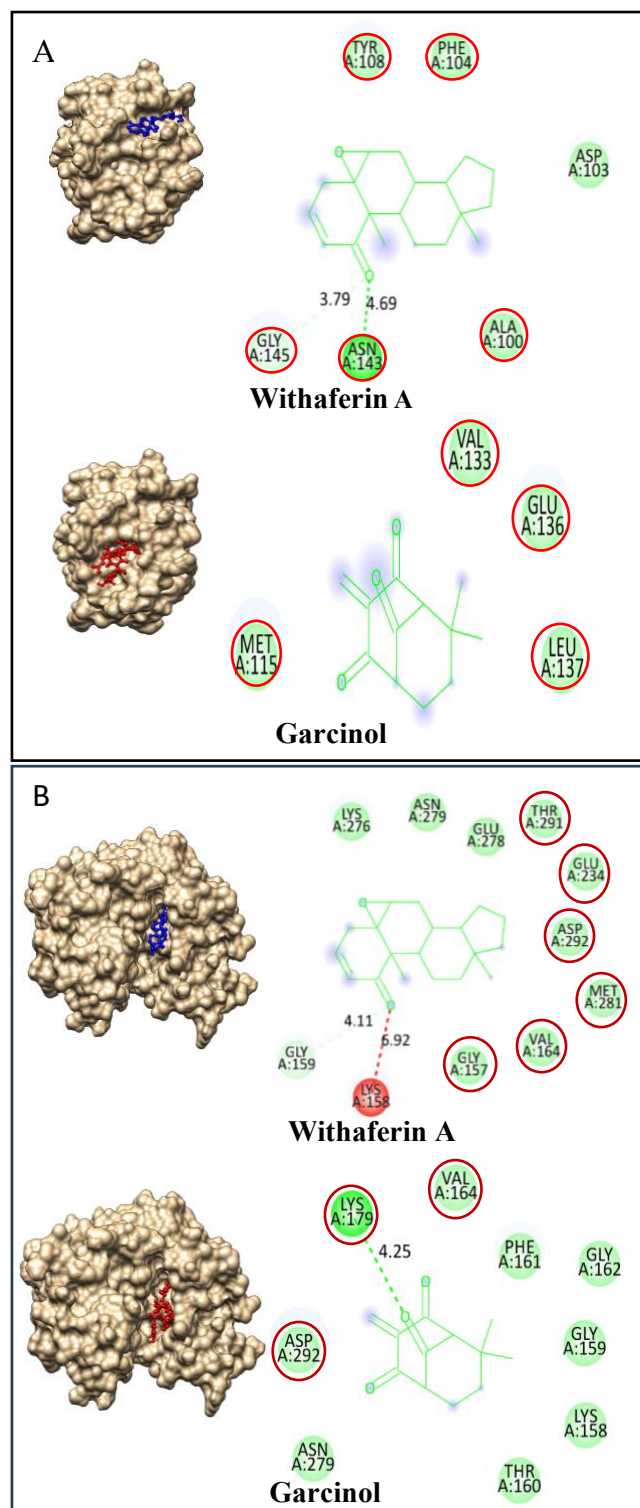 A
TYR
A:108
PHE
A:104
ASP
A:103
3.79
4.69
GLY
A:145
ASN
A:143
ALA
A:100
Withaferin A
VAL
A:133
GLU
A:136
MET
A:115
LEU
A:137
Garcinol
B
LYS
A:276
ASN
A:279
GLU
A:278
THR
A:291
GLU
A:234
ASP
A:292
MET
A:281
4.11
6.92
GLY
A:159
LYS
A:158
GLY
A:157
VAL
A:164
Withaferin A
LYS
A:179
VAL
A:164
4.25
PHE
A:161
GLY
A:162
ASP
A:292
GLY
A:159
LYS
A:158
ASN
A:279
THR
A:160
Garcinol